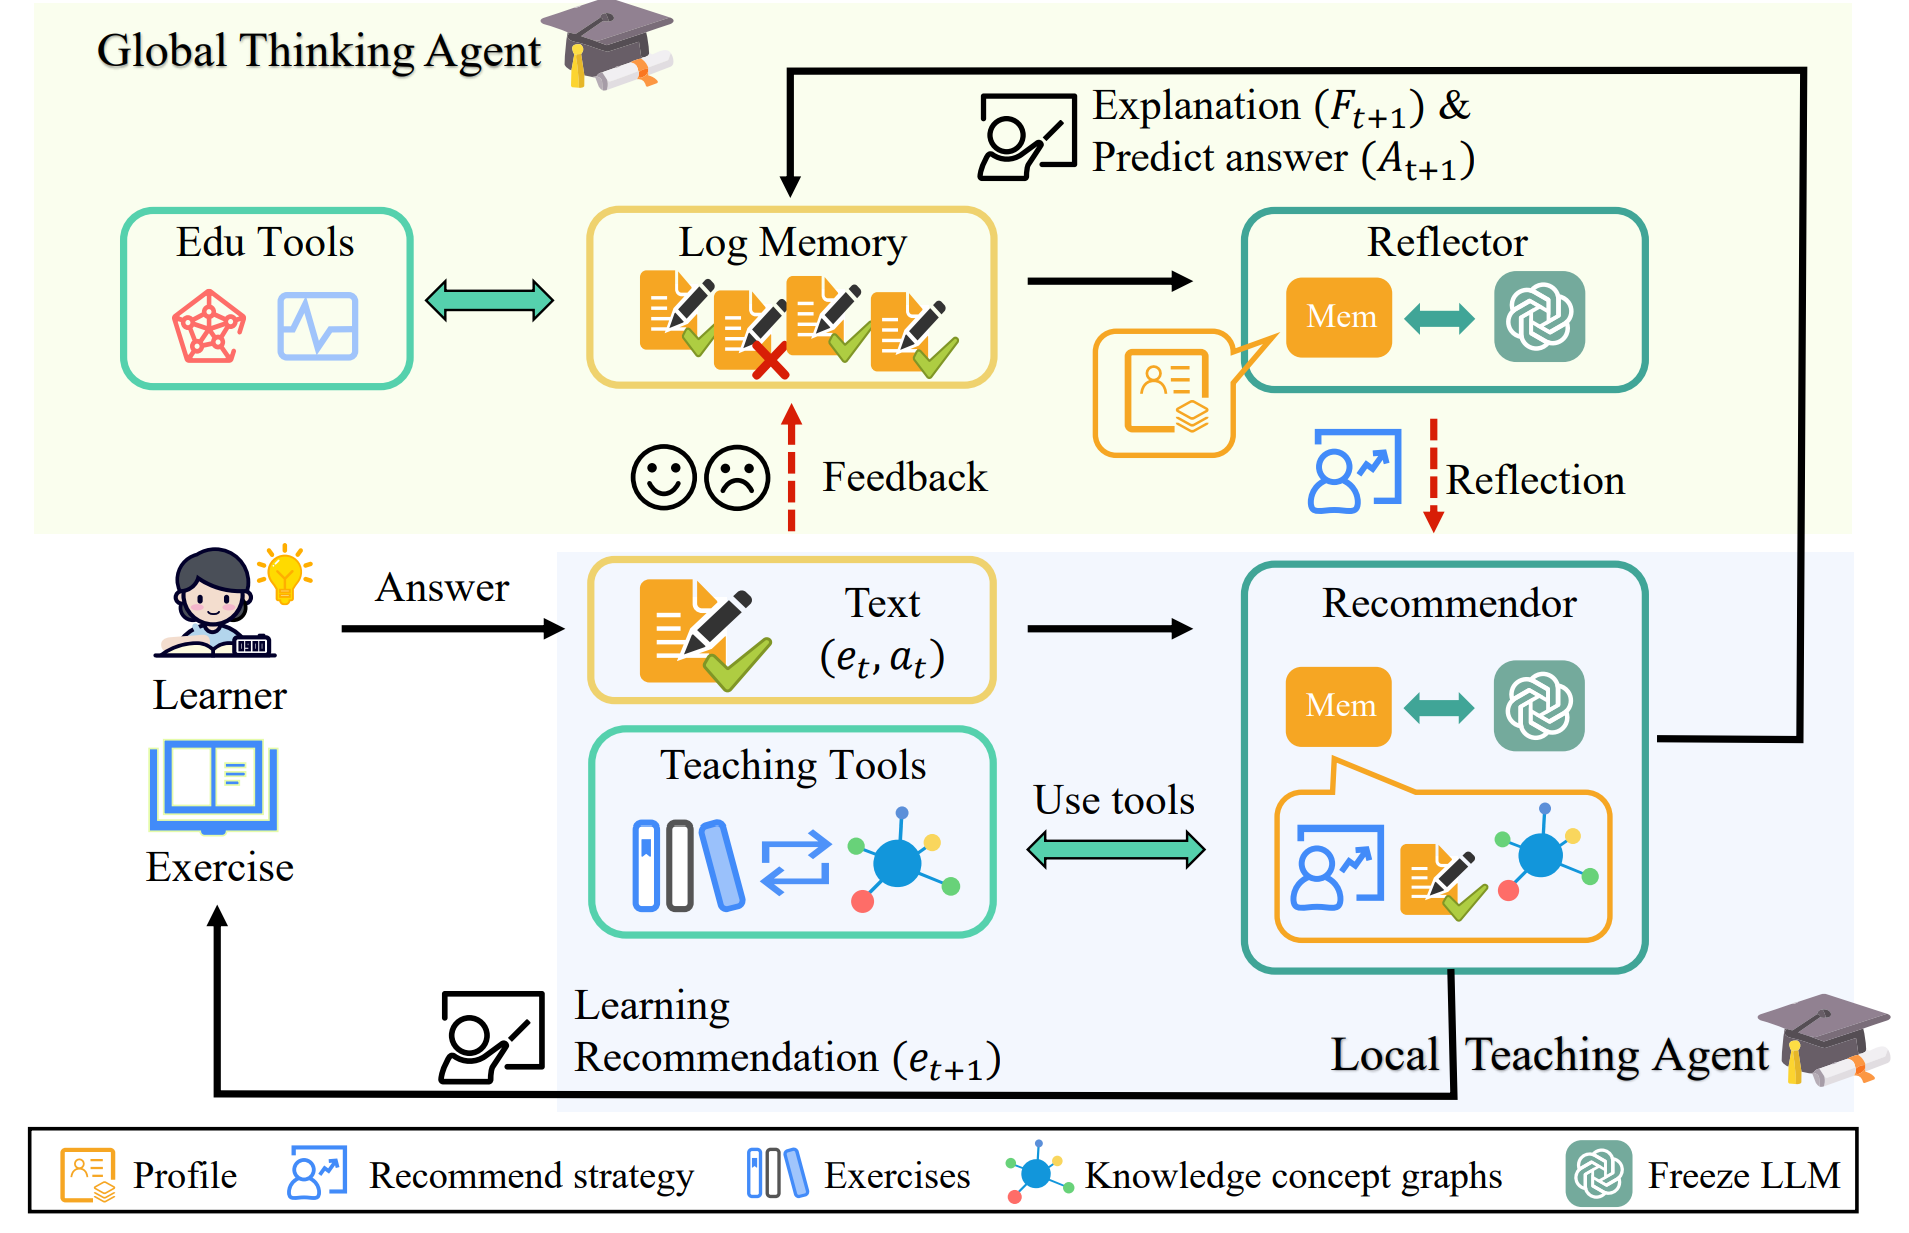 Global Thinking Agent
Explanation (F_{t+1}) &
Predict answer (A_{t+1})
Edu Tools
Log Memory
Reflector
Mem
Feedback
Reflection
Answer
Learner
Exercise
Text
(e_t, a_t)
Recommendor
Mem
Teaching Tools
Use tools
Learning
Recommendation (e_{t+1})
Local Teaching Agent
Profile
Recommend strategy
Exercises
Knowledge concept graphs
Freeze LLM